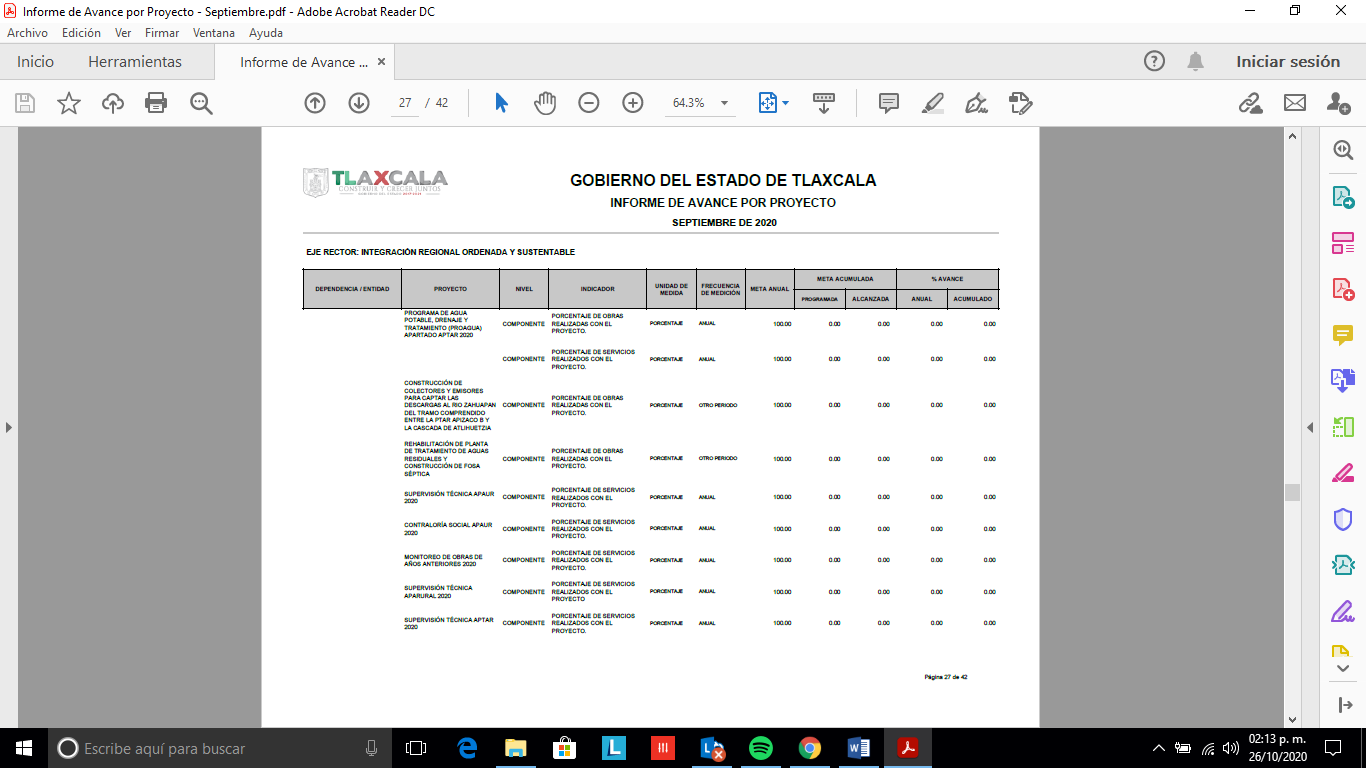 Informe de Avance por Proyecto - Septiembre.pdf - Adobe Acrobat Reader DC
Archivo Edición Ver Firmar Ventana Ayuda
Inicio Herramientas Informe de Avance ... × Iniciar sesión
27 / 42 64.3%
TLAXCALA
CONSTRUIR Y CRECER JUNTOS
GOBIERNO DEL ESTADO DE TLAXCALA
INFORME DE AVANCE POR PROYECTO
SEPTIEMBRE DE 2020
EJE RECTOR: INTEGRACIÓN REGIONAL ORDENADA Y SUSTENTABLE
DEPENDENCIA / ENTIDAD PROYECTO NIVEL INDICADOR UNIDAD DE MEDIDA FRECUENCIA DE MEDICIÓN META ANUAL META ACUMULADA % AVANCE
PROGRAMADA ALCANZADA ANUAL ACUMULADO
PROGRAMA DE AGUA
POTABLE, DRENAJE Y
TRATAMIENTO (PROAGUA)
APARTADO APTAR 2020
COMPONENTE
PORCENTAJE DE OBRAS
REALIZADAS CON EL
PROYECTO.
PORCENTAJE ANUAL 100.00 0.00 0.00 0.00 0.00
COMPONENTE
PORCENTAJE DE SERVICIOS
REALIZADOS CON EL
PROYECTO.
PORCENTAJE ANUAL 100.00 0.00 0.00 0.00 0.00
CONSTRUCCIÓN DE
COLECTORES Y EMISORES
PARA CAPTAR LAS
DESCARGAS AL RIO ZAHUAPAN
DEL TRAMO COMPRENDIDO
ENTRE LA PTAR APIZACO B Y
LA CASCADA DE ATLIHUETZIA
COMPONENTE
PORCENTAJE DE OBRAS
REALIZADAS CON EL
PROYECTO.
PORCENTAJE OTRO PERIODO 100.00 0.00 0.00 0.00 0.00
REHABILITACIÓN DE PLANTA
DE TRATAMIENTO DE AGUAS
RESIDUALES Y
CONSTRUCCIÓN DE FOSA
SÉPTICA
COMPONENTE
PORCENTAJE DE OBRAS
REALIZADAS CON EL
PROYECTO.
PORCENTAJE OTRO PERIODO 100.00 0.00 0.00 0.00 0.00
SUPERVISIÓN TÉCNICA APAUR
2020
COMPONENTE
PORCENTAJE DE SERVICIOS
REALIZADOS CON EL
PROYECTO.
PORCENTAJE ANUAL 100.00 0.00 0.00 0.00 0.00
CONTRALORÍA SOCIAL APAUR
2020
COMPONENTE
PORCENTAJE DE SERVICIOS
REALIZADOS CON EL
PROYECTO.
PORCENTAJE ANUAL 100.00 0.00 0.00 0.00 0.00
MONITOREO DE OBRAS DE
AÑOS ANTERIORES 2020
COMPONENTE
PORCENTAJE DE SERVICIOS
REALIZADOS CON EL
PROYECTO.
PORCENTAJE ANUAL 100.00 0.00 0.00 0.00 0.00
SUPERVISIÓN TÉCNICA
APARURAL 2020
COMPONENTE
PORCENTAJE DE SERVICIOS
REALIZADOS CON EL
PROYECTO
PORCENTAJE ANUAL 100.00 0.00 0.00 0.00 0.00
SUPERVISIÓN TÉCNICA APTAR
2020
COMPONENTE
PORCENTAJE DE SERVICIOS
REALIZADOS CON EL
PROYECTO.
PORCENTAJE ANUAL 100.00 0.00 0.00 0.00 0.00
Página 27 de 42
Escribe aquí para buscar
02:13 p. m.
26/10/2020